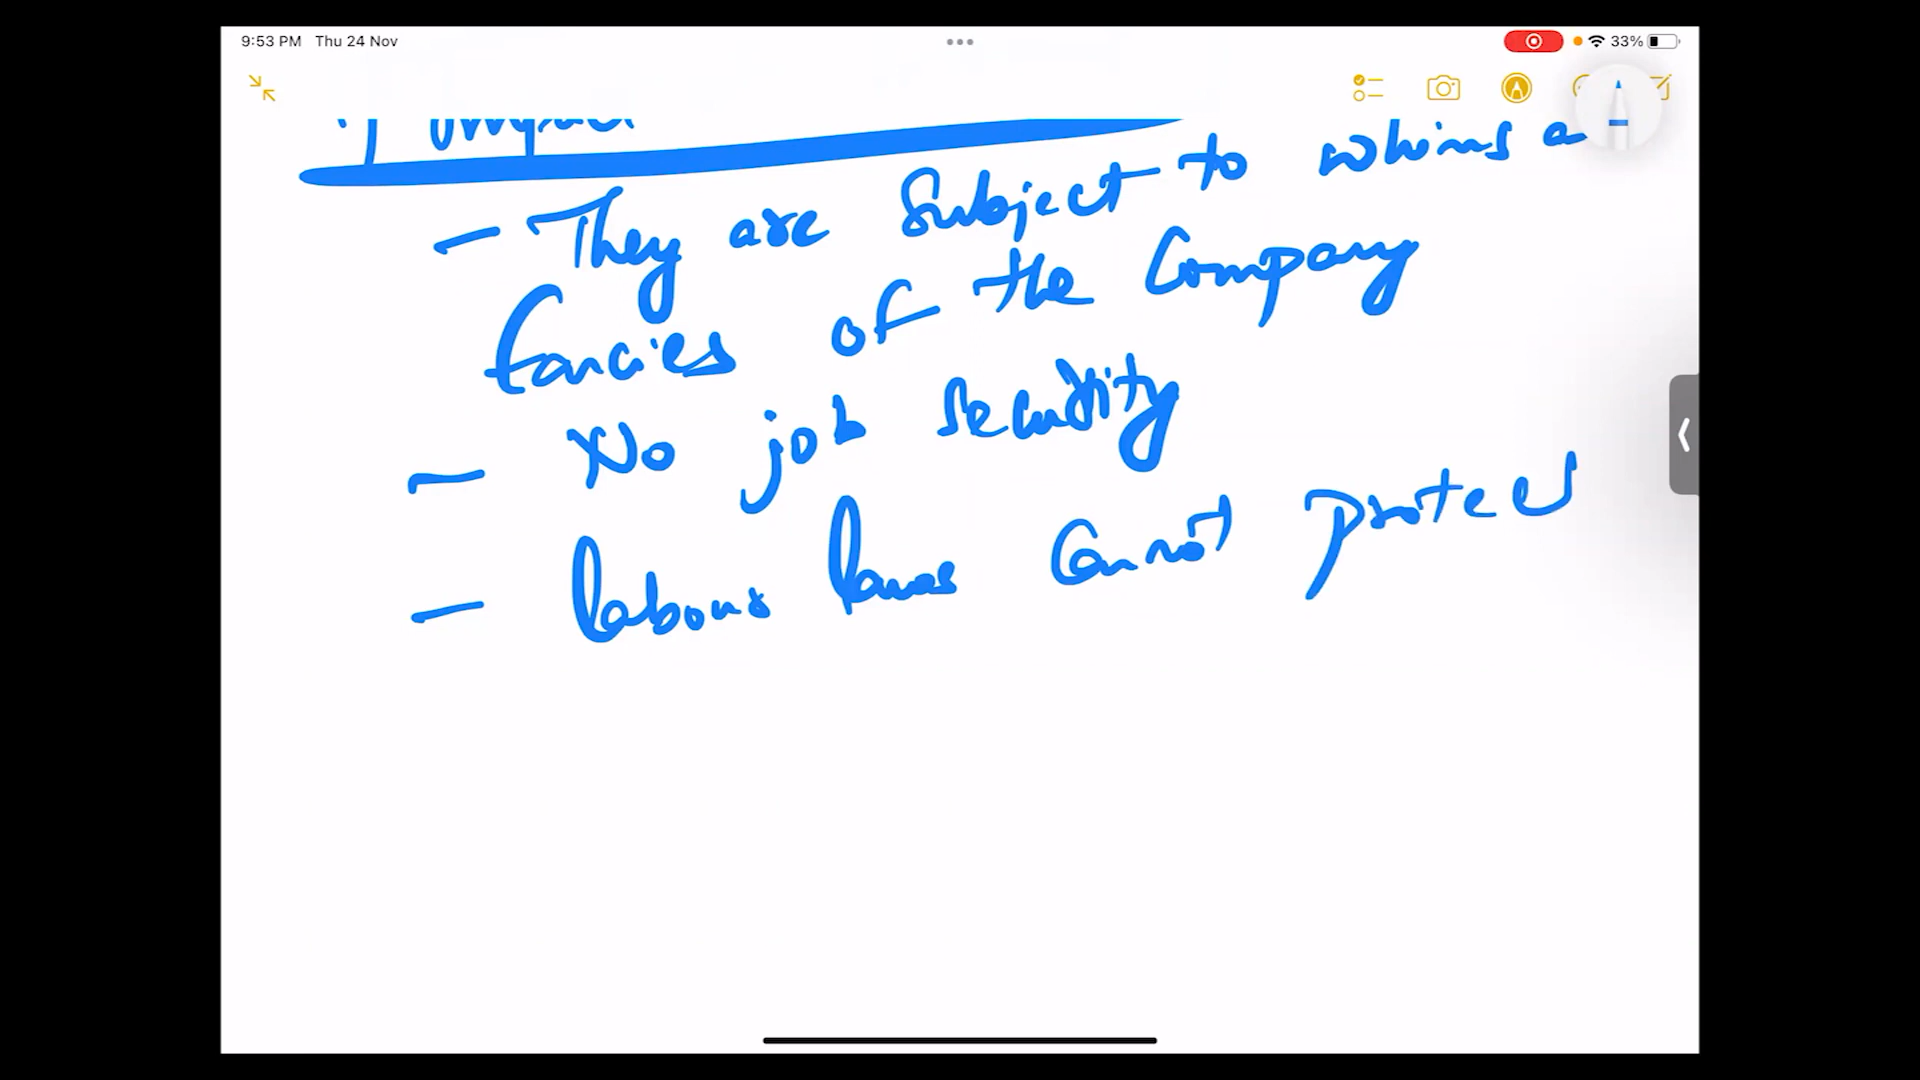 9:53 PM Thu 24 Nov
33%
Impact
- They are subject to whims a
fancies of the Company
- No job security
- labour laws cannot protect